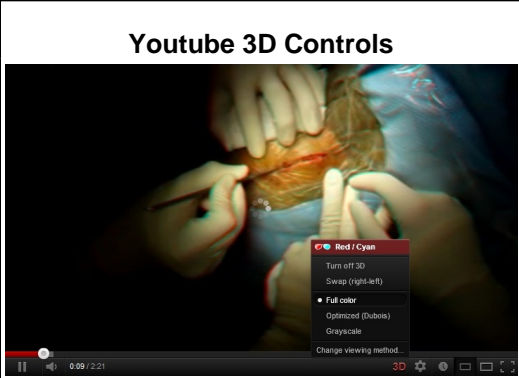 Youtube 3D Controls
Red / Cyan
Turn off 3D
Swap (right-left)
Full color
Optimized (Dubois)
Grayscale
Change viewing method...
0:09 / 2:21
3D